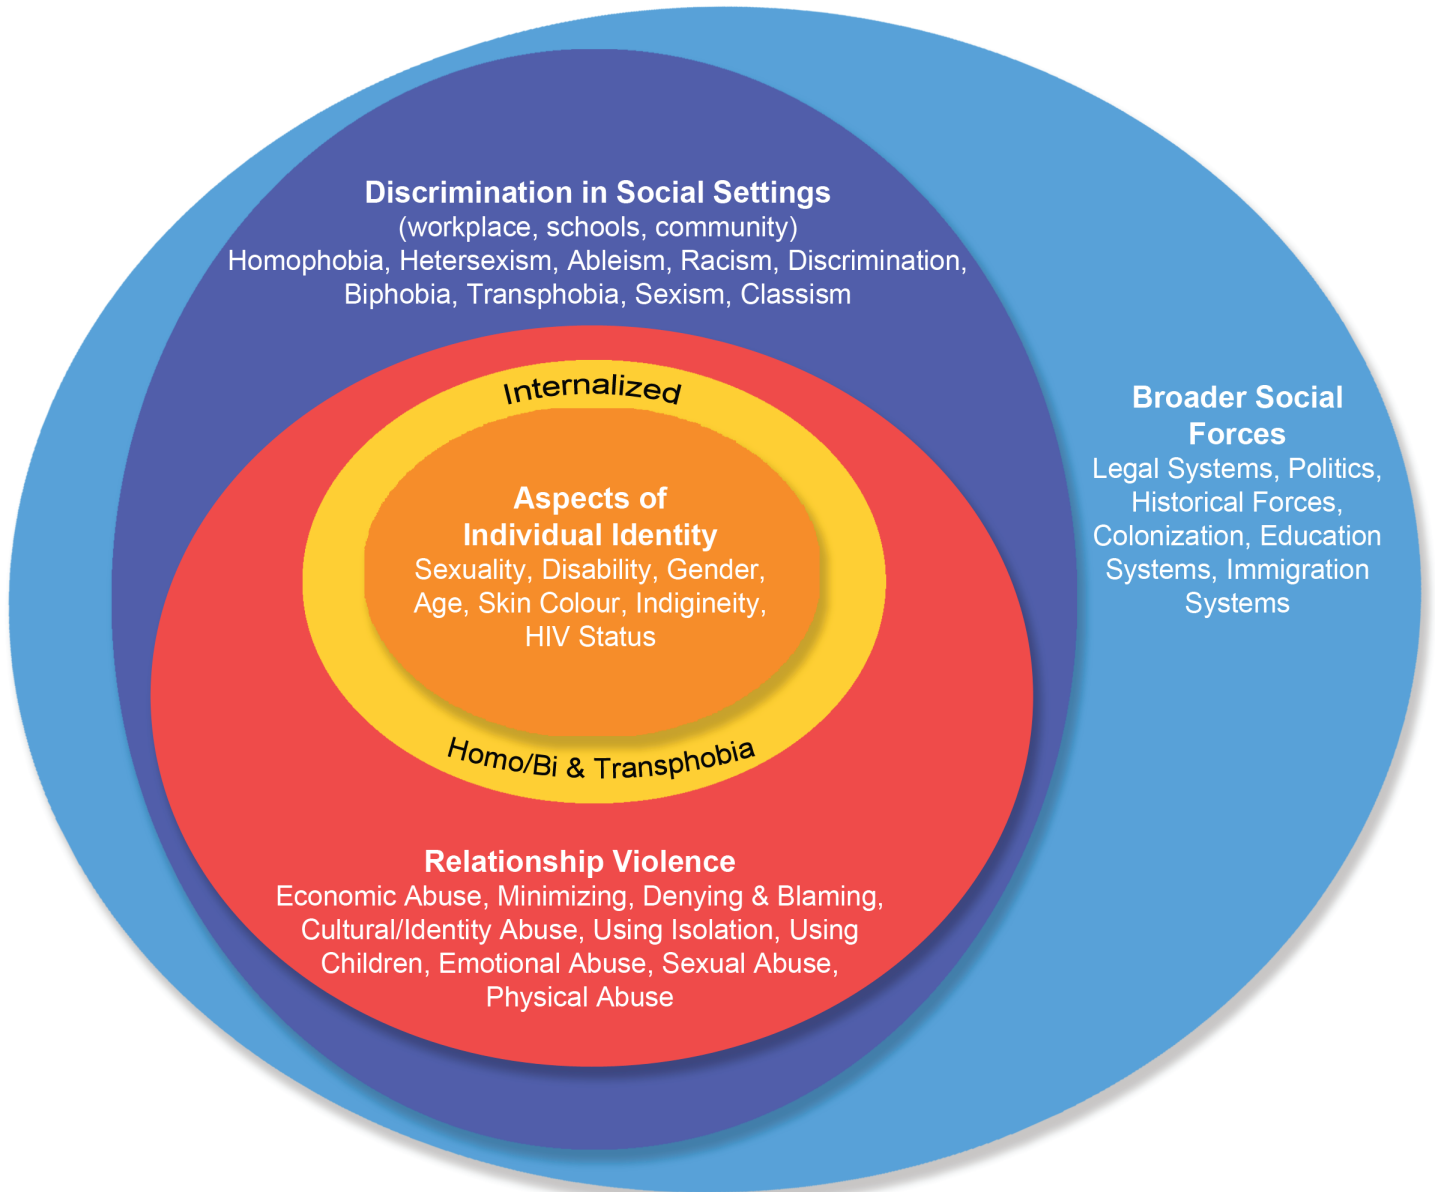 Discrimination in Social Settings
(workplace, schools, community)
Homophobia, Hetersexism, Ableism, Racism, Discrimination,
Biphobia, Transphobia, Sexism, Classism
Internalized
Aspects of
Individual Identity
Sexuality, Disability, Gender,
Age, Skin Colour, Indigineity,
HIV Status
Homo/Bi & Transphobia
Relationship Violence
Economic Abuse, Minimizing, Denying & Blaming,
Cultural/Identity Abuse, Using Isolation, Using
Children, Emotional Abuse, Sexual Abuse,
Physical Abuse
Broader Social
Forces
Legal Systems, Politics,
Historical Forces,
Colonization, Education
Systems, Immigration
Systems